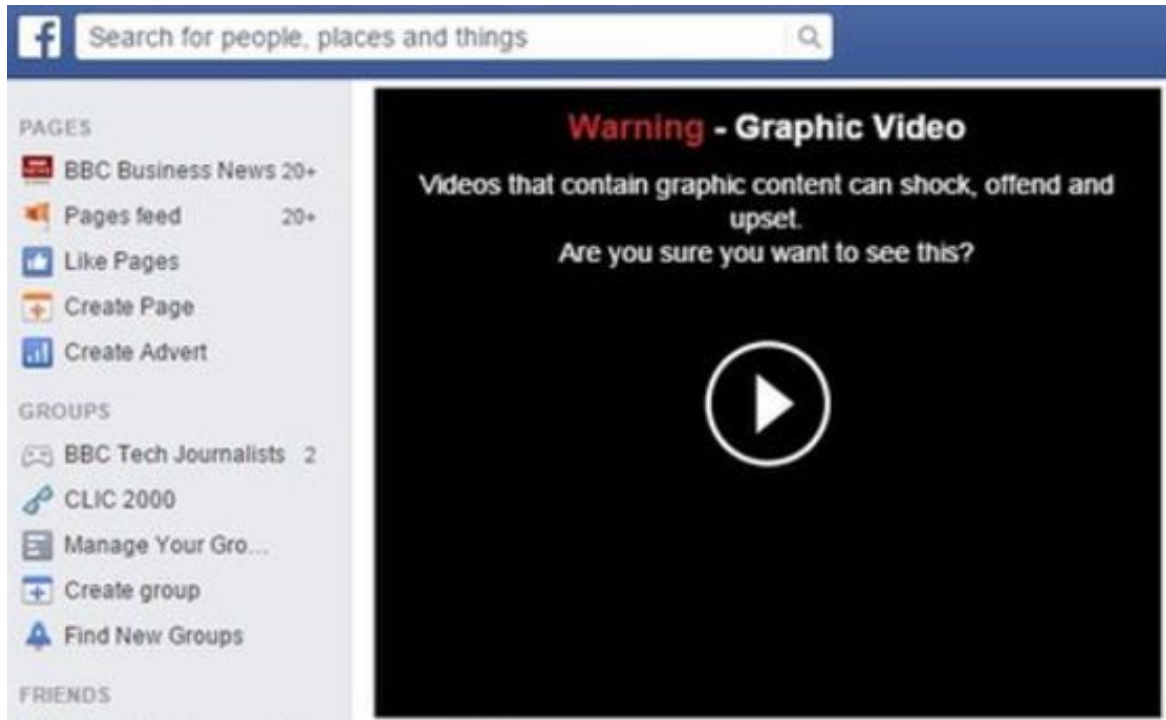 Search for people, places and things
PAGES
BBC Business News 20+
Pages feed 20+
Like Pages
Create Page
Create Advert
GROUPS
BBC Tech Journalists 2
CLIC 2000
Manage Your Gro...
Create group
Find New Groups
FRIENDS
Warning - Graphic Video
Videos that contain graphic content can shock, offend and
upset.
Are you sure you want to see this?